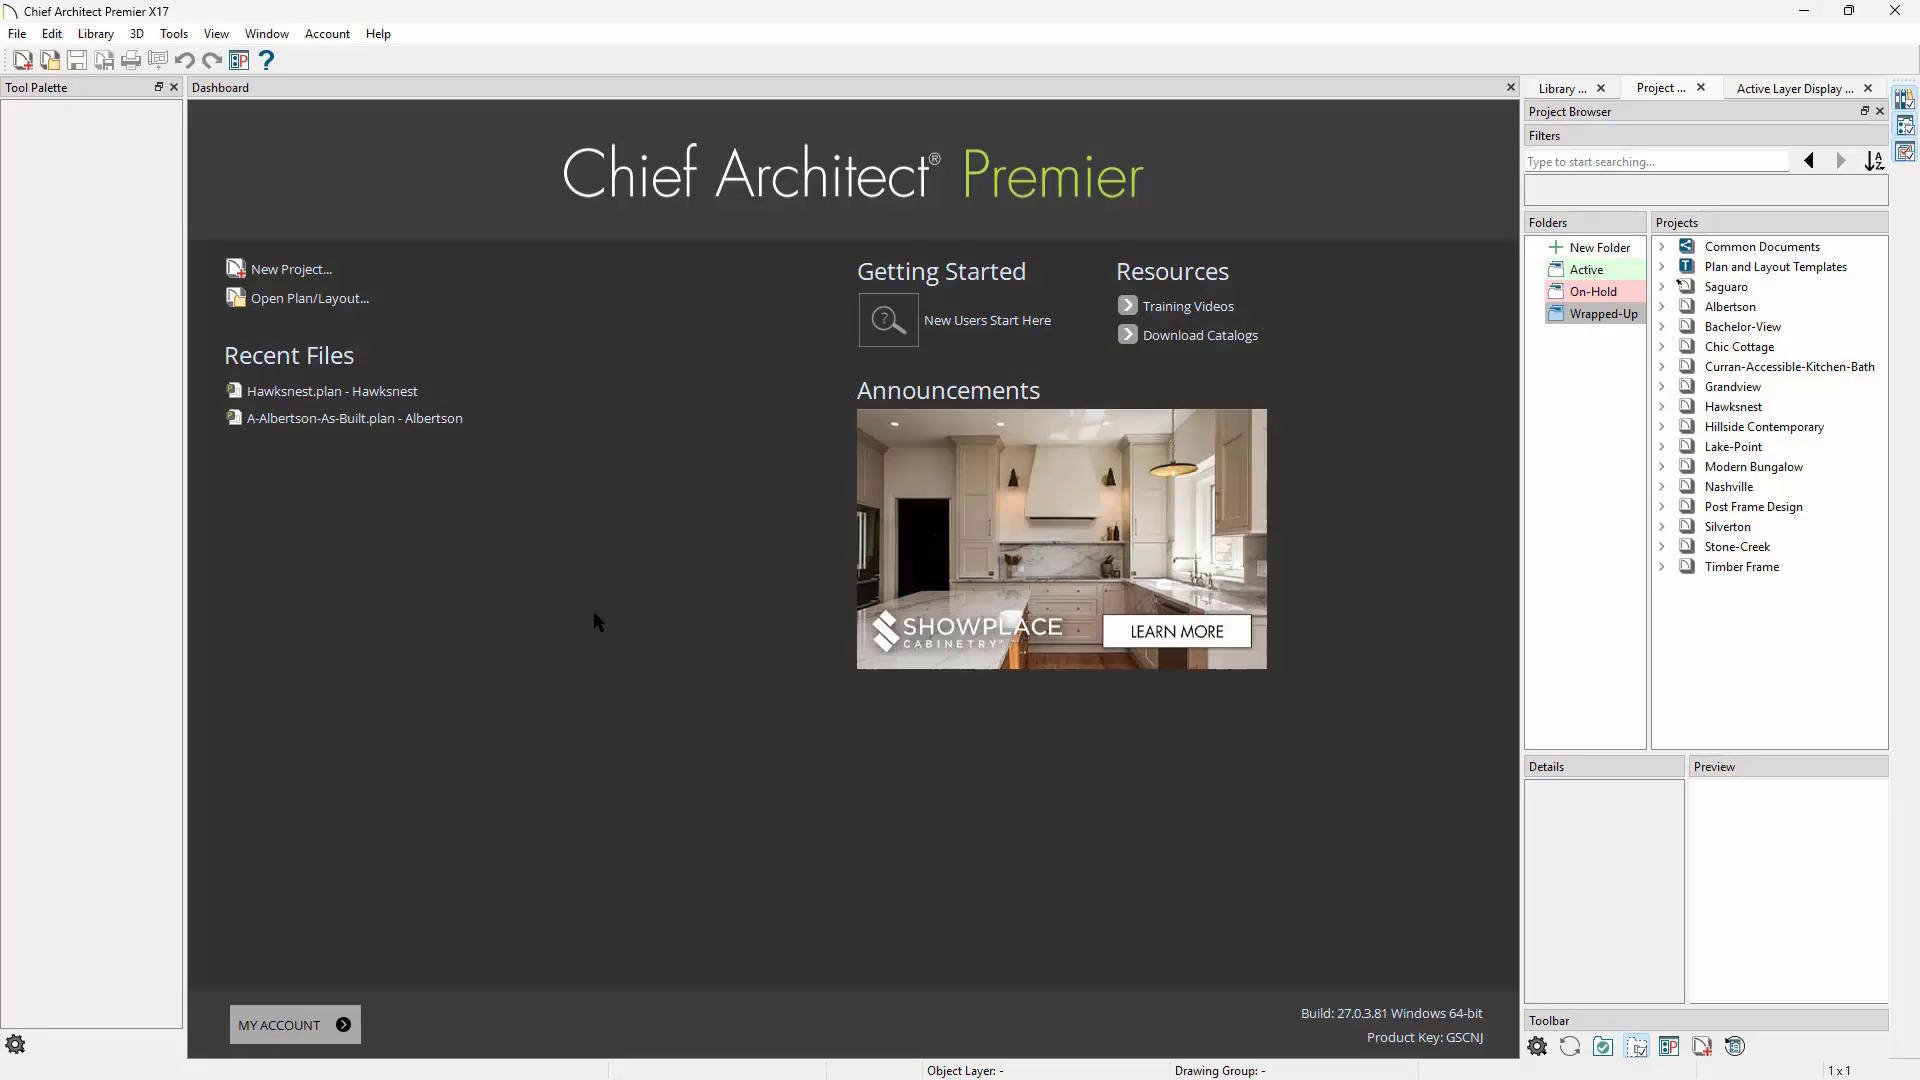 Chief Architect Premier X17
File Edit Library 3D Tools View Window Account Help
Tool Palette
Dashboard
Library ...
Project ...
Active Layer Display ...
Project Browser
Filters
Type to start searching...
Folders
Projects
New Folder
Active
On-Hold
Wrapped-Up
Common Documents
Plan and Layout Templates
Saguaro
Albertson
Bachelor-View
Chic Cottage
Curran-Accessible-Kitchen-Bath
Grandview
Hawksnest
Hillside Contemporary
Lake-Point
Modern Bungalow
Nashville
Post Frame Design
Silverton
Stone-Creek
Timber Frame
Details
Preview
Toolbar
Chief Architect® Premier
New Project...
Open Plan/Layout...
Recent Files
Hawksnest.plan - Hawksnest
A-Albertson-As-Built.plan - Albertson
Getting Started
New Users Start Here
Resources
Training Videos
Download Catalogs
Announcements
SHOWPLACE
CABINETRY
LEARN MORE
MY ACCOUNT
Build: 27.0.3.81 Windows 64-bit
Product Key: GSCNJ
Object Layer: -
Drawing Group: -
1 x 1